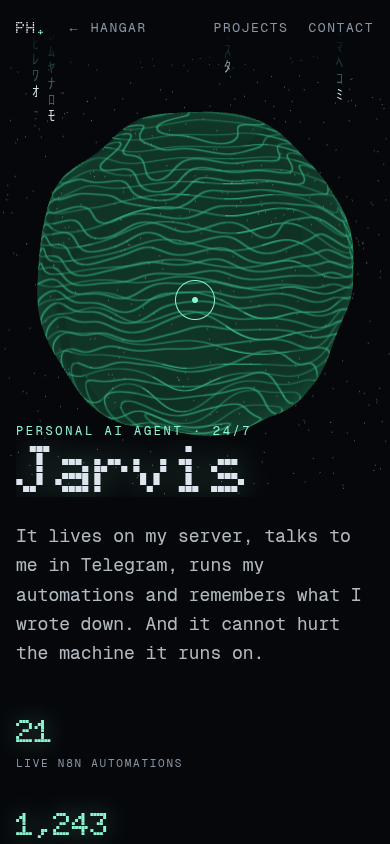 PH+ ← HANGAR PROJECTS CONTACT
PERSONAL AI AGENT · 24/7
Jarvis
It lives on my server, talks to
me in Telegram, runs my
automations and remembers what I
wrote down. And it cannot hurt
the machine it runs on.
21
LIVE N8N AUTOMATIONS
1,243